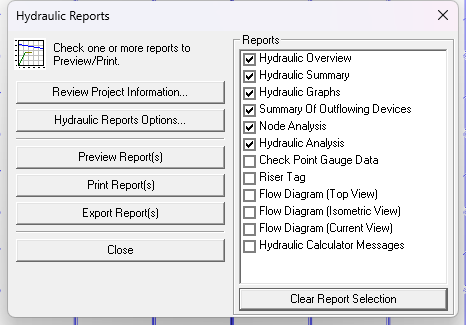 Hydraulic Reports
Check one or more reports to
Preview/Print.
Review Project Information...
Hydraulic Reports Options...
Preview Report(s)
Print Report(s)
Export Report(s)
Close
Reports
Hydraulic Overview
Hydraulic Summary
Hydraulic Graphs
Summary Of Outflowing Devices
Node Analysis
Hydraulic Analysis
Check Point Gauge Data
Riser Tag
Flow Diagram (Top View)
Flow Diagram (Isometric View)
Flow Diagram (Current View)
Hydraulic Calculator Messages
Clear Report Selection